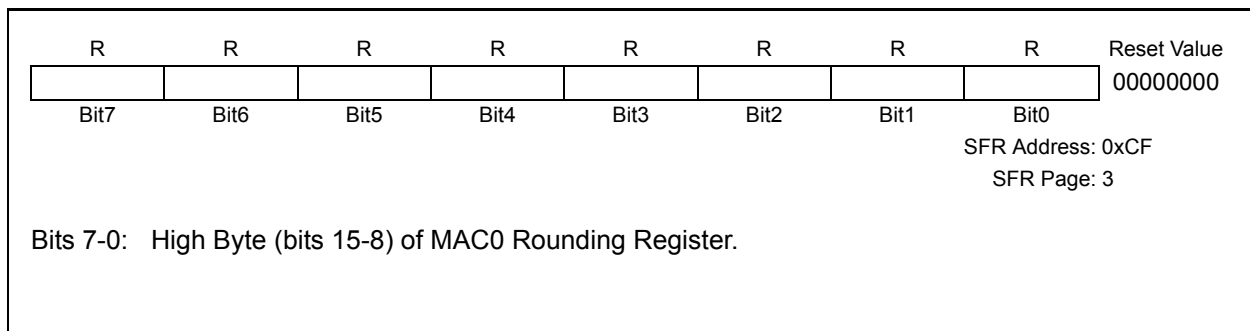 R R R R R R R R Reset Value
00000000
Bit7 Bit6 Bit5 Bit4 Bit3 Bit2 Bit1 Bit0
SFR Address: 0xCF
SFR Page: 3
Bits 7-0: High Byte (bits 15-8) of MAC0 Rounding Register.